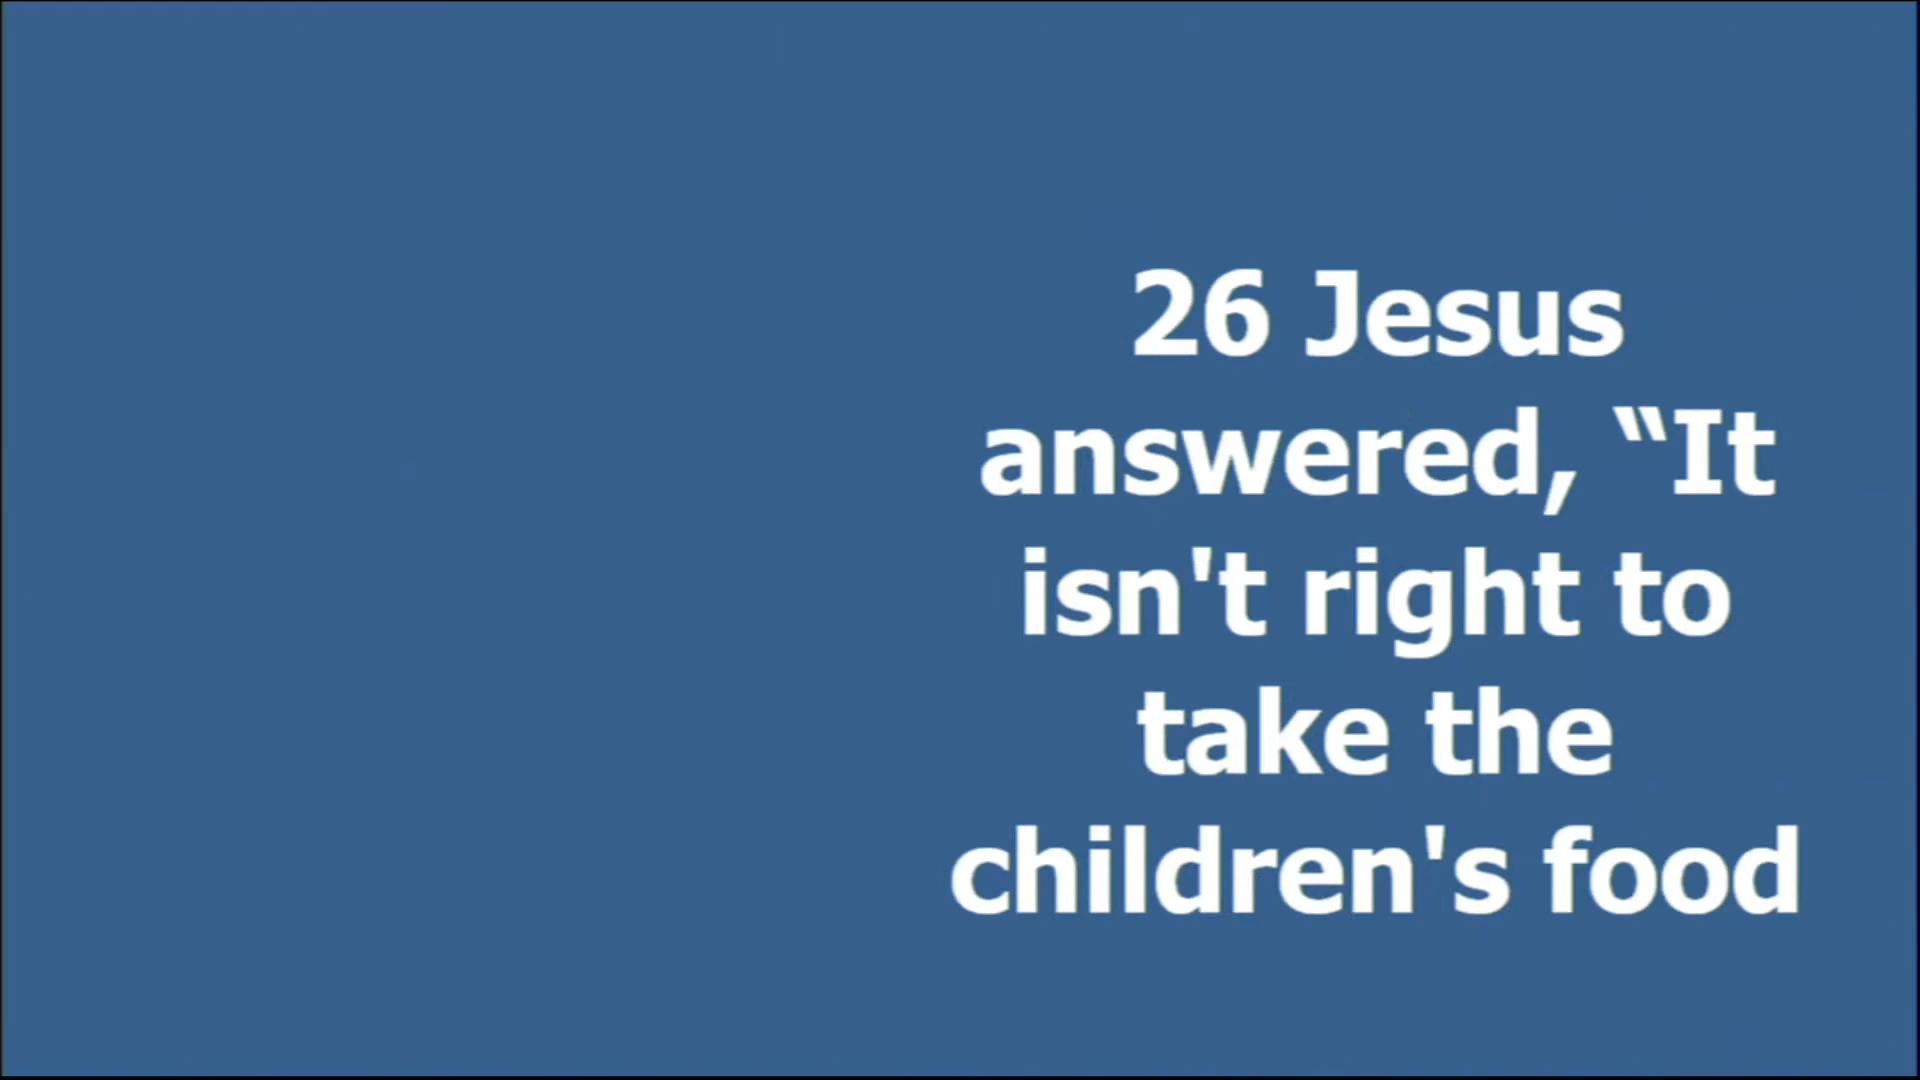 26 Jesus
answered, “It
isn't right to
take the
children's food